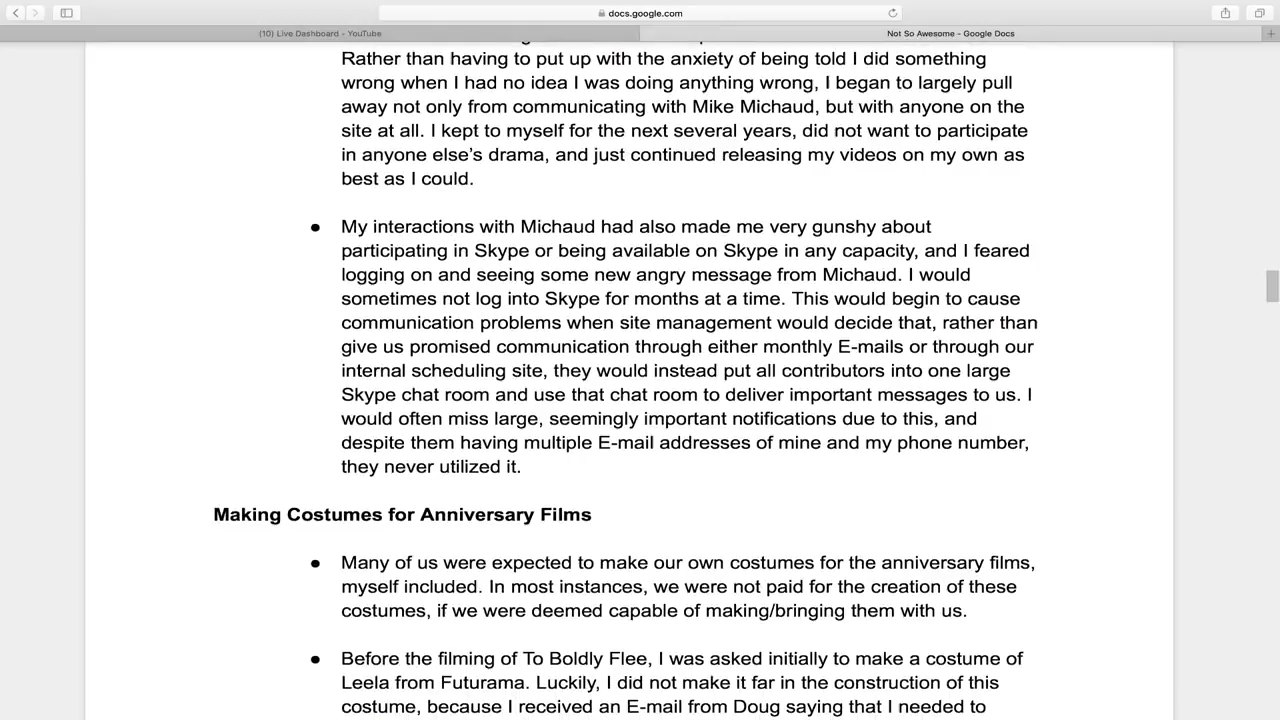 docs.google.com
(10) Live Dashboard - YouTube
Not So Awesome - Google Docs
Rather than having to put up with the anxiety of being told I did something
wrong when I had no idea I was doing anything wrong, I began to largely pull
away not only from communicating with Mike Michaud, but with anyone on the
site at all. I kept to myself for the next several years, did not want to participate
in anyone else's drama, and just continued releasing my videos on my own as
best as I could.
● My interactions with Michaud had also made me very gunshy about
participating in Skype or being available on Skype in any capacity, and I feared
logging on and seeing some new angry message from Michaud. I would
sometimes not log into Skype for months at a time. This would begin to cause
communication problems when site management would decide that, rather than
give us promised communication through either monthly E-mails or through our
internal scheduling site, they would instead put all contributors into one large
Skype chat room and use that chat room to deliver important messages to us. I
would often miss large, seemingly important notifications due to this, and
despite them having multiple E-mail addresses of mine and my phone number,
they never utilized it.
Making Costumes for Anniversary Films
● Many of us were expected to make our own costumes for the anniversary films,
myself included. In most instances, we were not paid for the creation of these
costumes, if we were deemed capable of making/bringing them with us.
● Before the filming of To Boldly Flee, I was asked initially to make a costume of
Leela from Futurama. Luckily, I did not make it far in the construction of this
costume, because I received an E-mail from Doug saying that I needed to